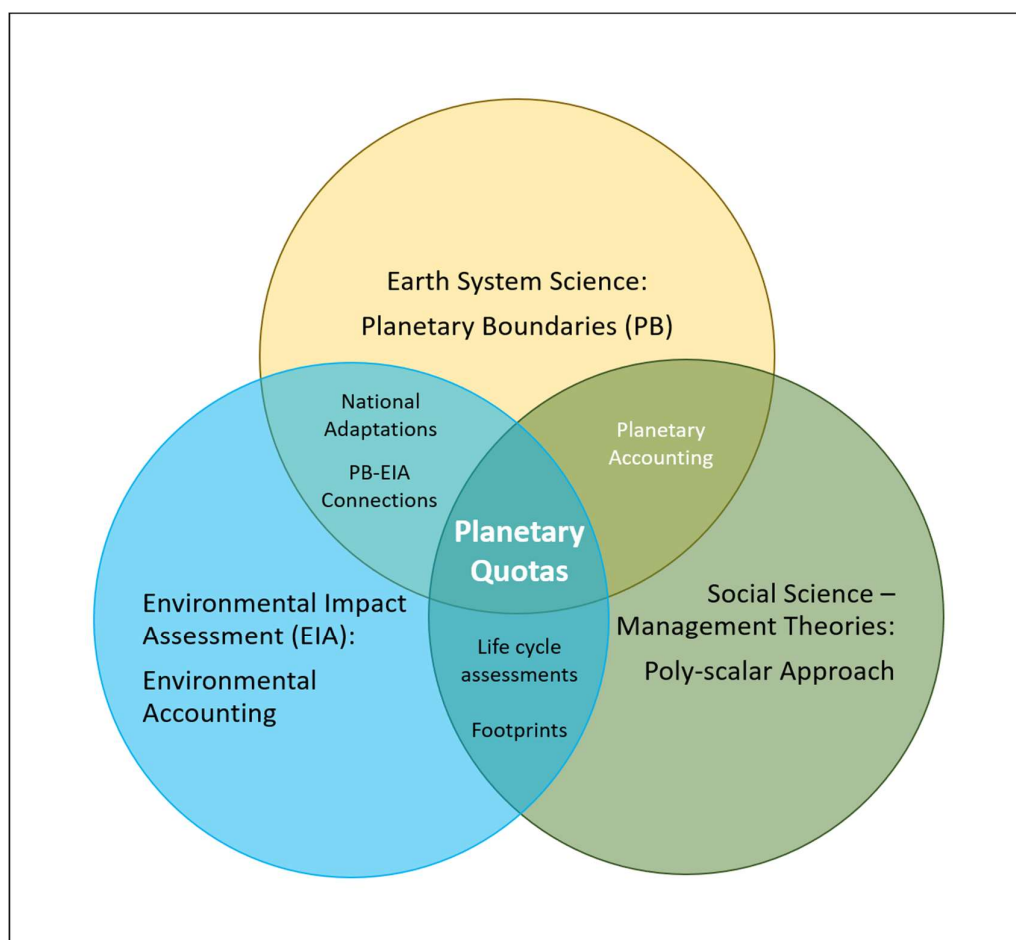 Earth System Science:
Planetary Boundaries (PB)
National
Adaptations
PB-EIA
Connections
Planetary
Accounting
Planetary
Quotas
Environmental Impact
Assessment (EIA):
Environmental
Accounting
Social Science –
Management Theories:
Poly-scalar Approach
Life cycle
assessments
Footprints